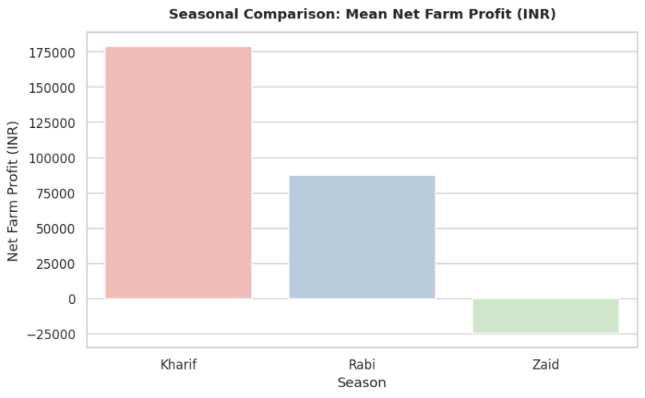 Seasonal Comparison: Mean Net Farm Profit (INR)
Net Farm Profit (INR)
175000
150000
125000
100000
75000
50000
25000
0
−25000
Kharif Rabi Zaid
Season